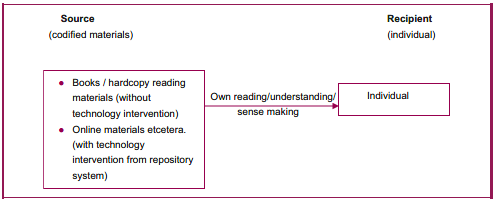 Source
(codified materials)
Recipient
(individual)
● Books / hardcopy reading
materials (without
technology intervention)
● Online materials etcetera.
(with technology
intervention from repository
system)
Own reading/understanding/
sense making
Individual